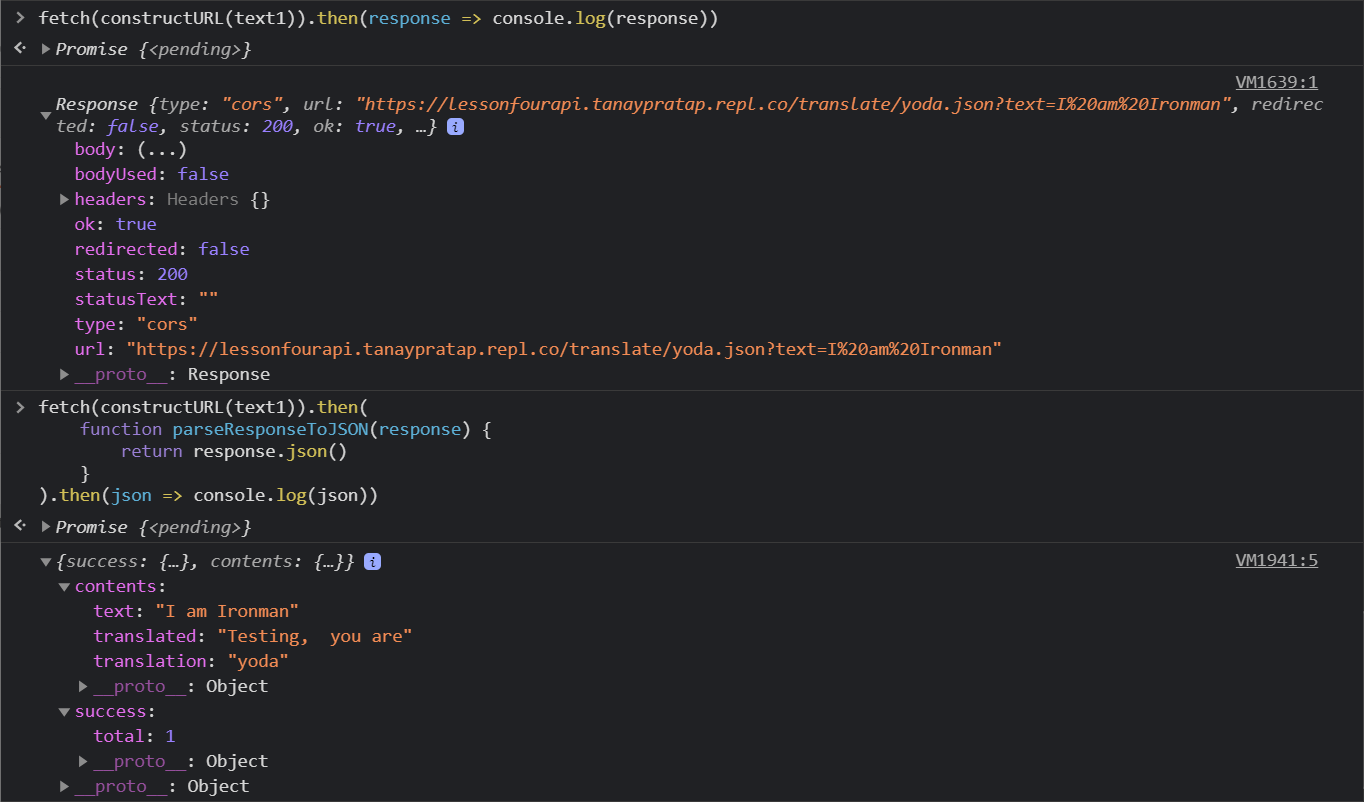 > fetch(constructURL(text1)).then(response => console.log(response))
Promise {<pending>}
VM1639:1
Response {type: "cors", url: "https://lessonfourapi.tanaypratap.repl.co/translate/yoda.json?text=I%20am%20Ironman", redirec
ted: false, status: 200, ok: true, …} i
body: (...)
bodyUsed: false
headers: Headers {}
ok: true
redirected: false
status: 200
statusText: ""
type: "cors"
url: "https://lessonfourapi.tanaypratap.repl.co/translate/yoda.json?text=I%20am%20Ironman"
__proto__: Response
> fetch(constructURL(text1)).then(
function parseResponseToJSON(response) {
return response.json()
}
).then(json => console.log(json))
Promise {<pending>}
{success: {…}, contents: {…}} i VM1941:5
contents:
text: "I am Ironman"
translated: "Testing,  you are"
translation: "yoda"
__proto__: Object
success:
total: 1
__proto__: Object
__proto__: Object